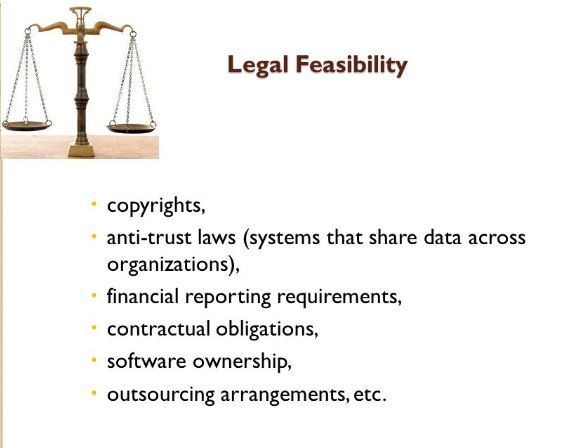 Legal Feasibility
• copyrights,
• anti-trust laws (systems that share data across
organizations),
• financial reporting requirements,
• contractual obligations,
• software ownership,
• outsourcing arrangements, etc.